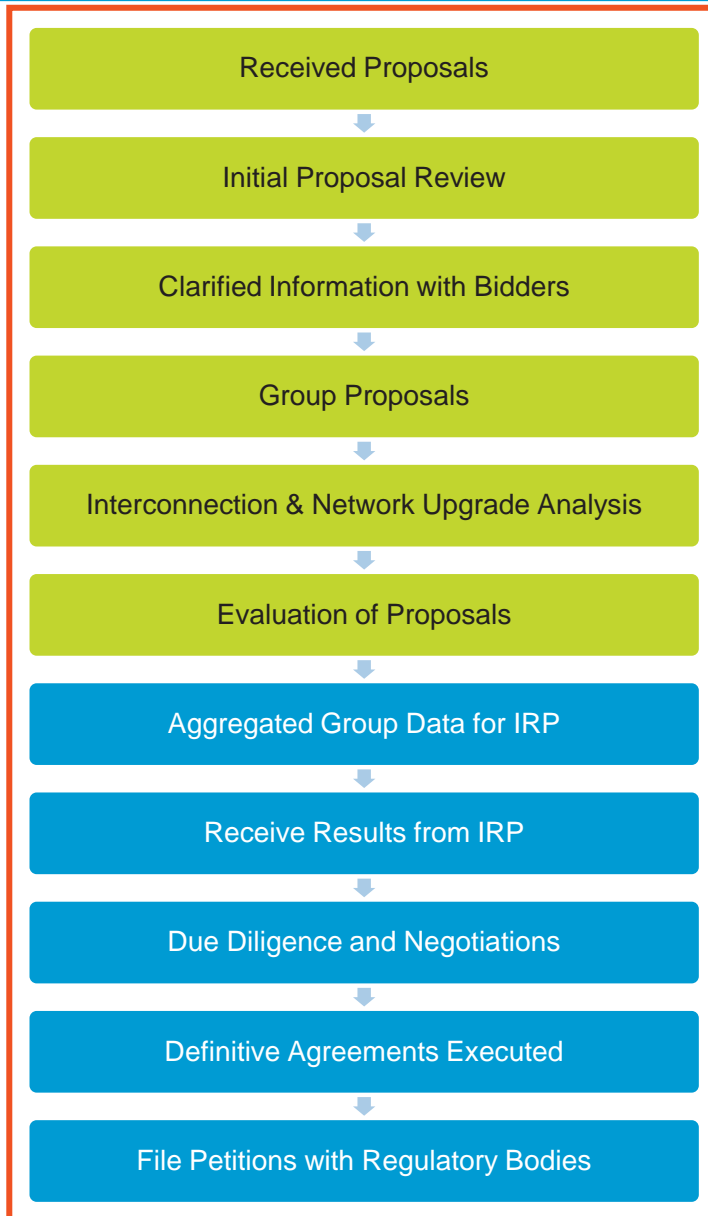 Received Proposals
Initial Proposal Review
Clarified Information with Bidders
Group Proposals
Interconnection & Network Upgrade Analysis
Evaluation of Proposals
Aggregated Group Data for IRP
Receive Results from IRP
Due Diligence and Negotiations
Definitive Agreements Executed
File Petitions with Regulatory Bodies